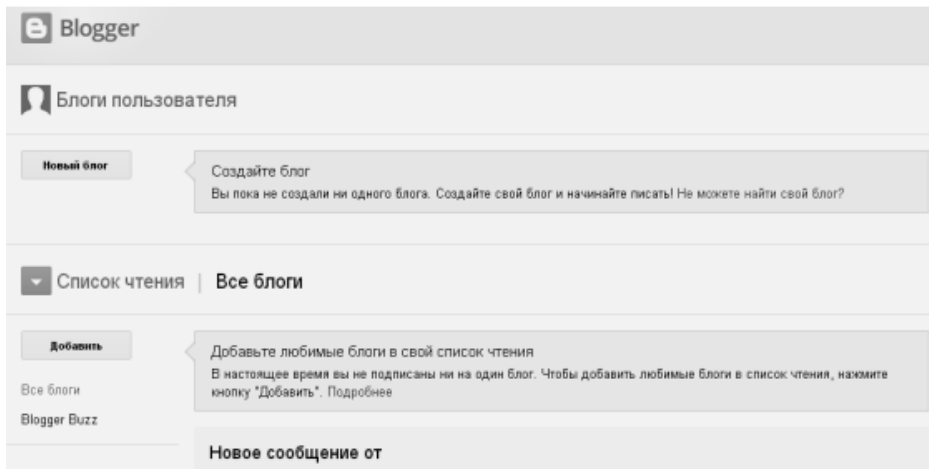 Blogger
Блоги пользователя
Новый блог
Создайте блог
Вы пока не создали ни одного блога. Создайте свой блог и начинайте писать! Не можете найти свой блог?
Список чтения | Все блоги
Добавить
Добавьте любимые блоги в свой список чтения
В настоящее время вы не подписаны ни на один блог. Чтобы добавить любимые блоги в список чтения, нажмите
кнопку "Добавить". Подробнее
Все блоги
Blogger Buzz
Новое сообщение от